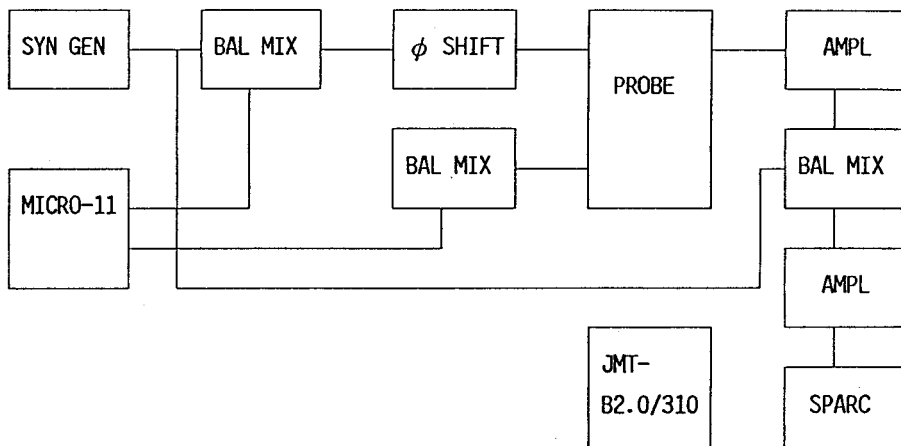 SYN GEN
BAL MIX
ϕ SHIFT
PROBE
AMPL
BAL MIX
BAL MIX
MICRO-11
AMPL
JMT-
B2.0/310
SPARC